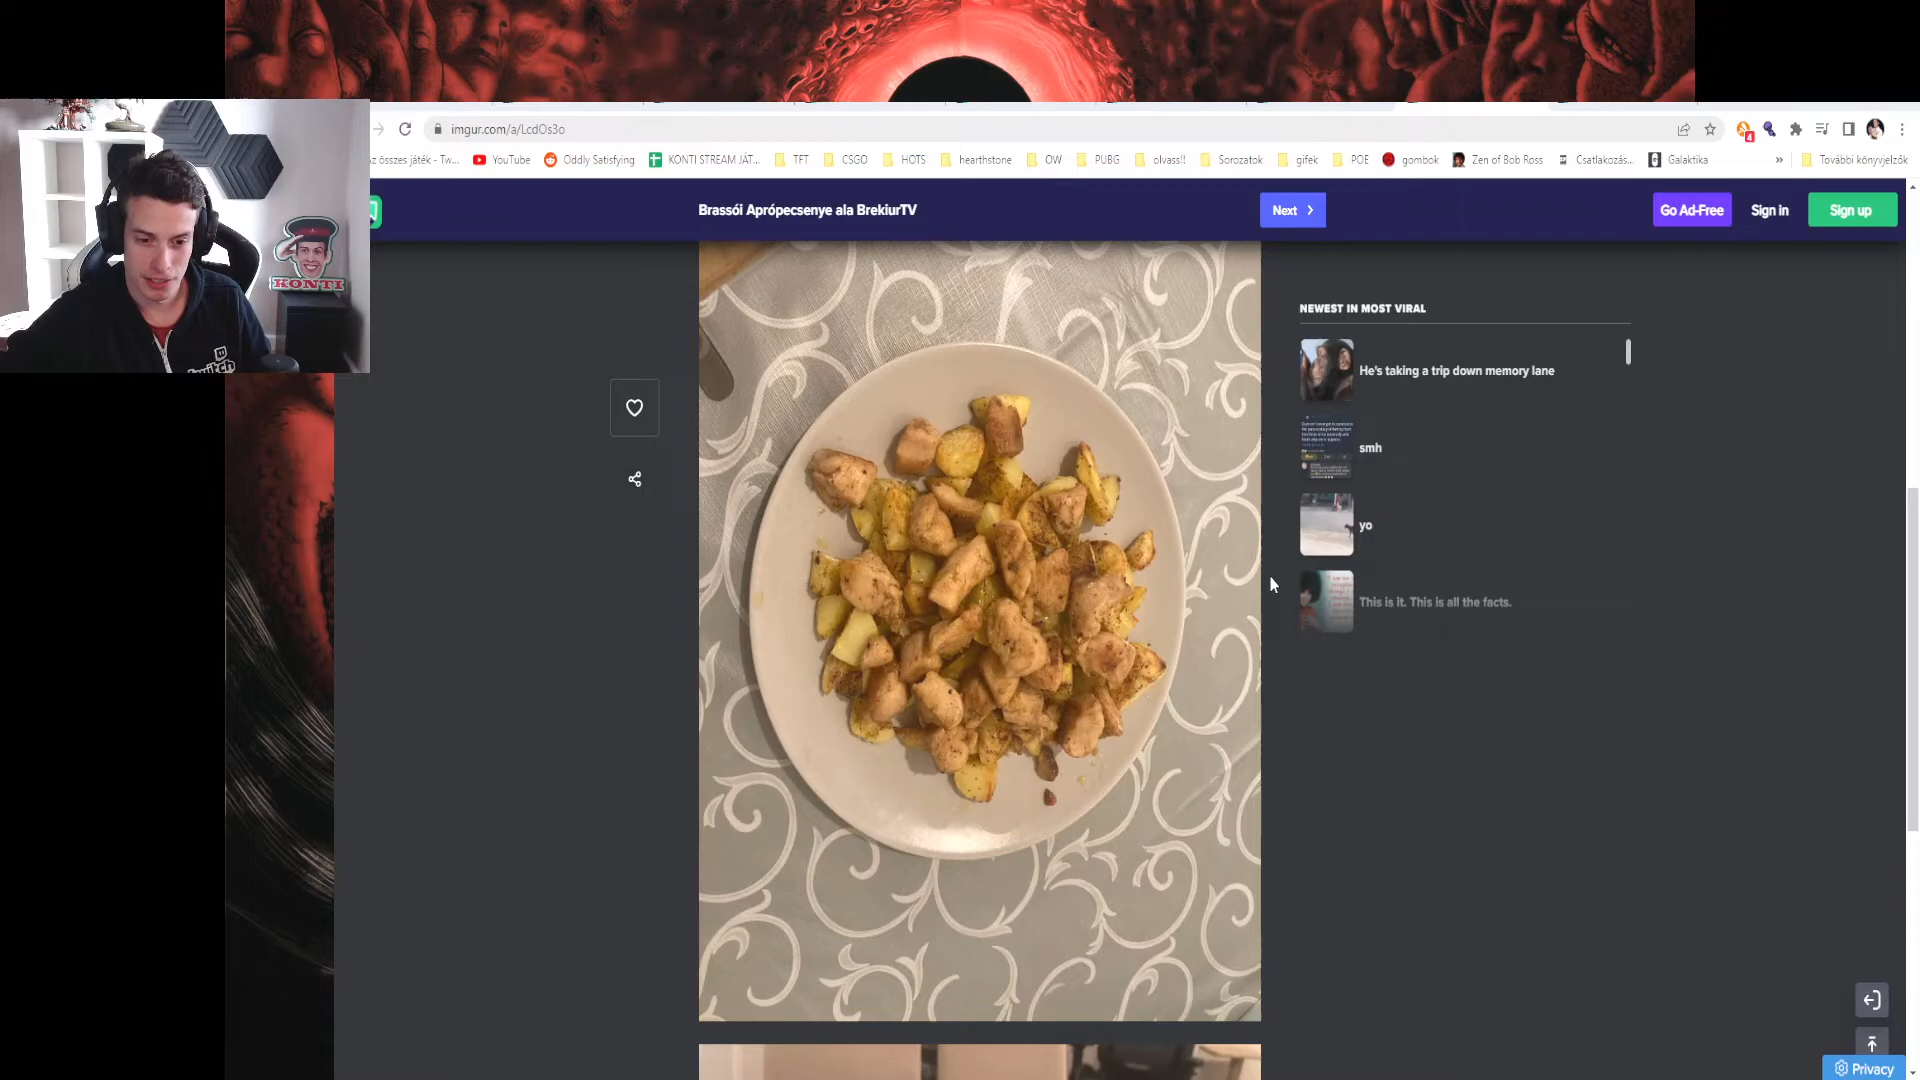 imgur.com/a/LcdOs3o
Az összes játék - Tw...
YouTube
Oddly Satisfying
KONTI STREAM JÁT...
TFT
CSGO
HOTS
hearthstone
OW
PUBG
olvass!!
Sorozatok
gifek
POE
gombok
Zen of Bob Ross
Csatlakozás...
Galaktika
»
További könyvjelzők
Brassói Aprópecsenye ala BrekiurTV
Next
Go Ad-Free
Sign in
Sign up
KONTI
twitch
NEWEST IN MOST VIRAL
He's taking a trip down memory lane
smh
yo
This is it. This is all the facts.
Privacy